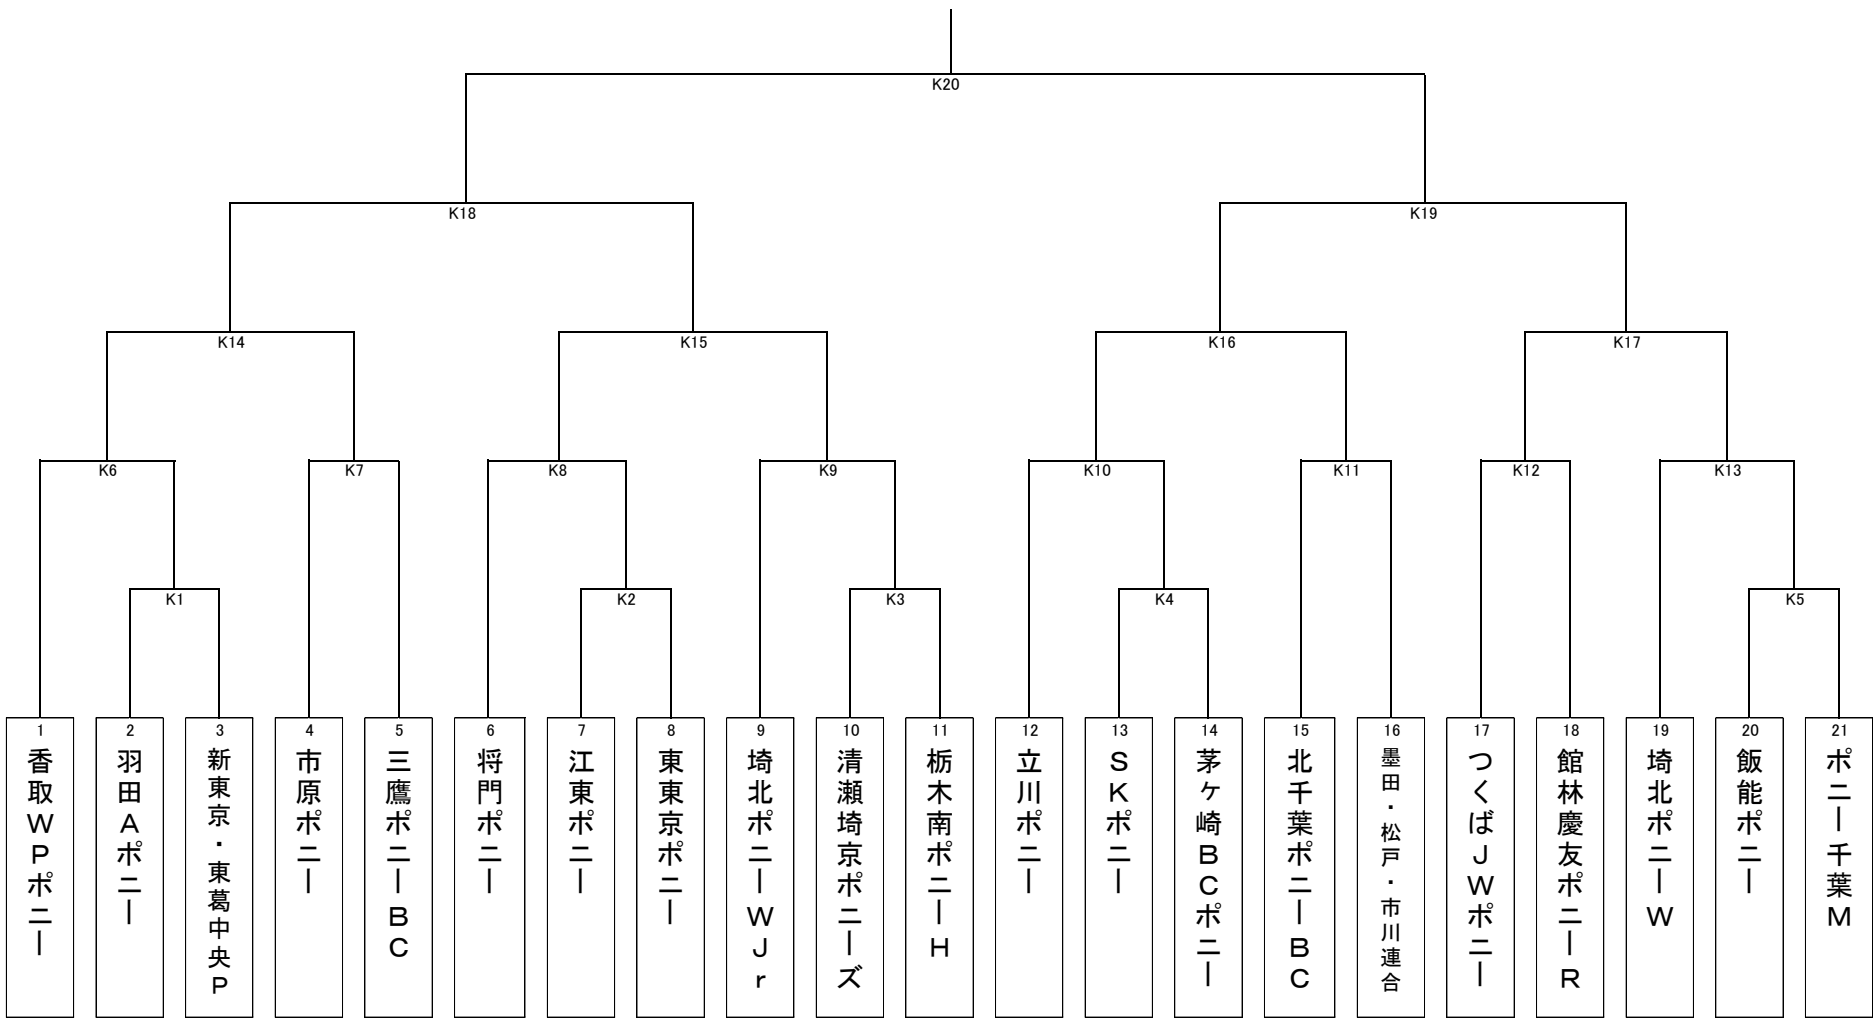 K20
K18
K19
K14
K15
K16
K17
K6
K7
K8
K9
K10
K11
K12
K13
K1
K2
K3
K4
K5
1
香取WPポニー
2
羽田Aポニー
3
新東京・東葛中央P
4
市原ポニー
5
三鷹ポニーBC
6
将門ポニー
7
江東ポニー
8
東東京ポニー
9
埼北ポニーWJr
10
清瀬埼京ポニーズ
11
栃木南ポニーH
12
立川ポニー
13
SKポニー
14
茅ヶ崎BCポニー
15
北千葉ポニーBC
16
墨田・松戸・市川連合
17
つくばJWポニー
18
館林慶友ポニーR
19
埼北ポニーW
20
飯能ポニー
21
ポニー千葉M